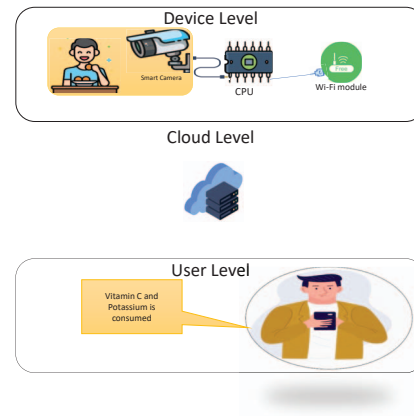 Device Level
Smart Camera
CPU
Free
Wi-Fi module
Cloud Level
User Level
Vitamin C and
Potassium is
consumed